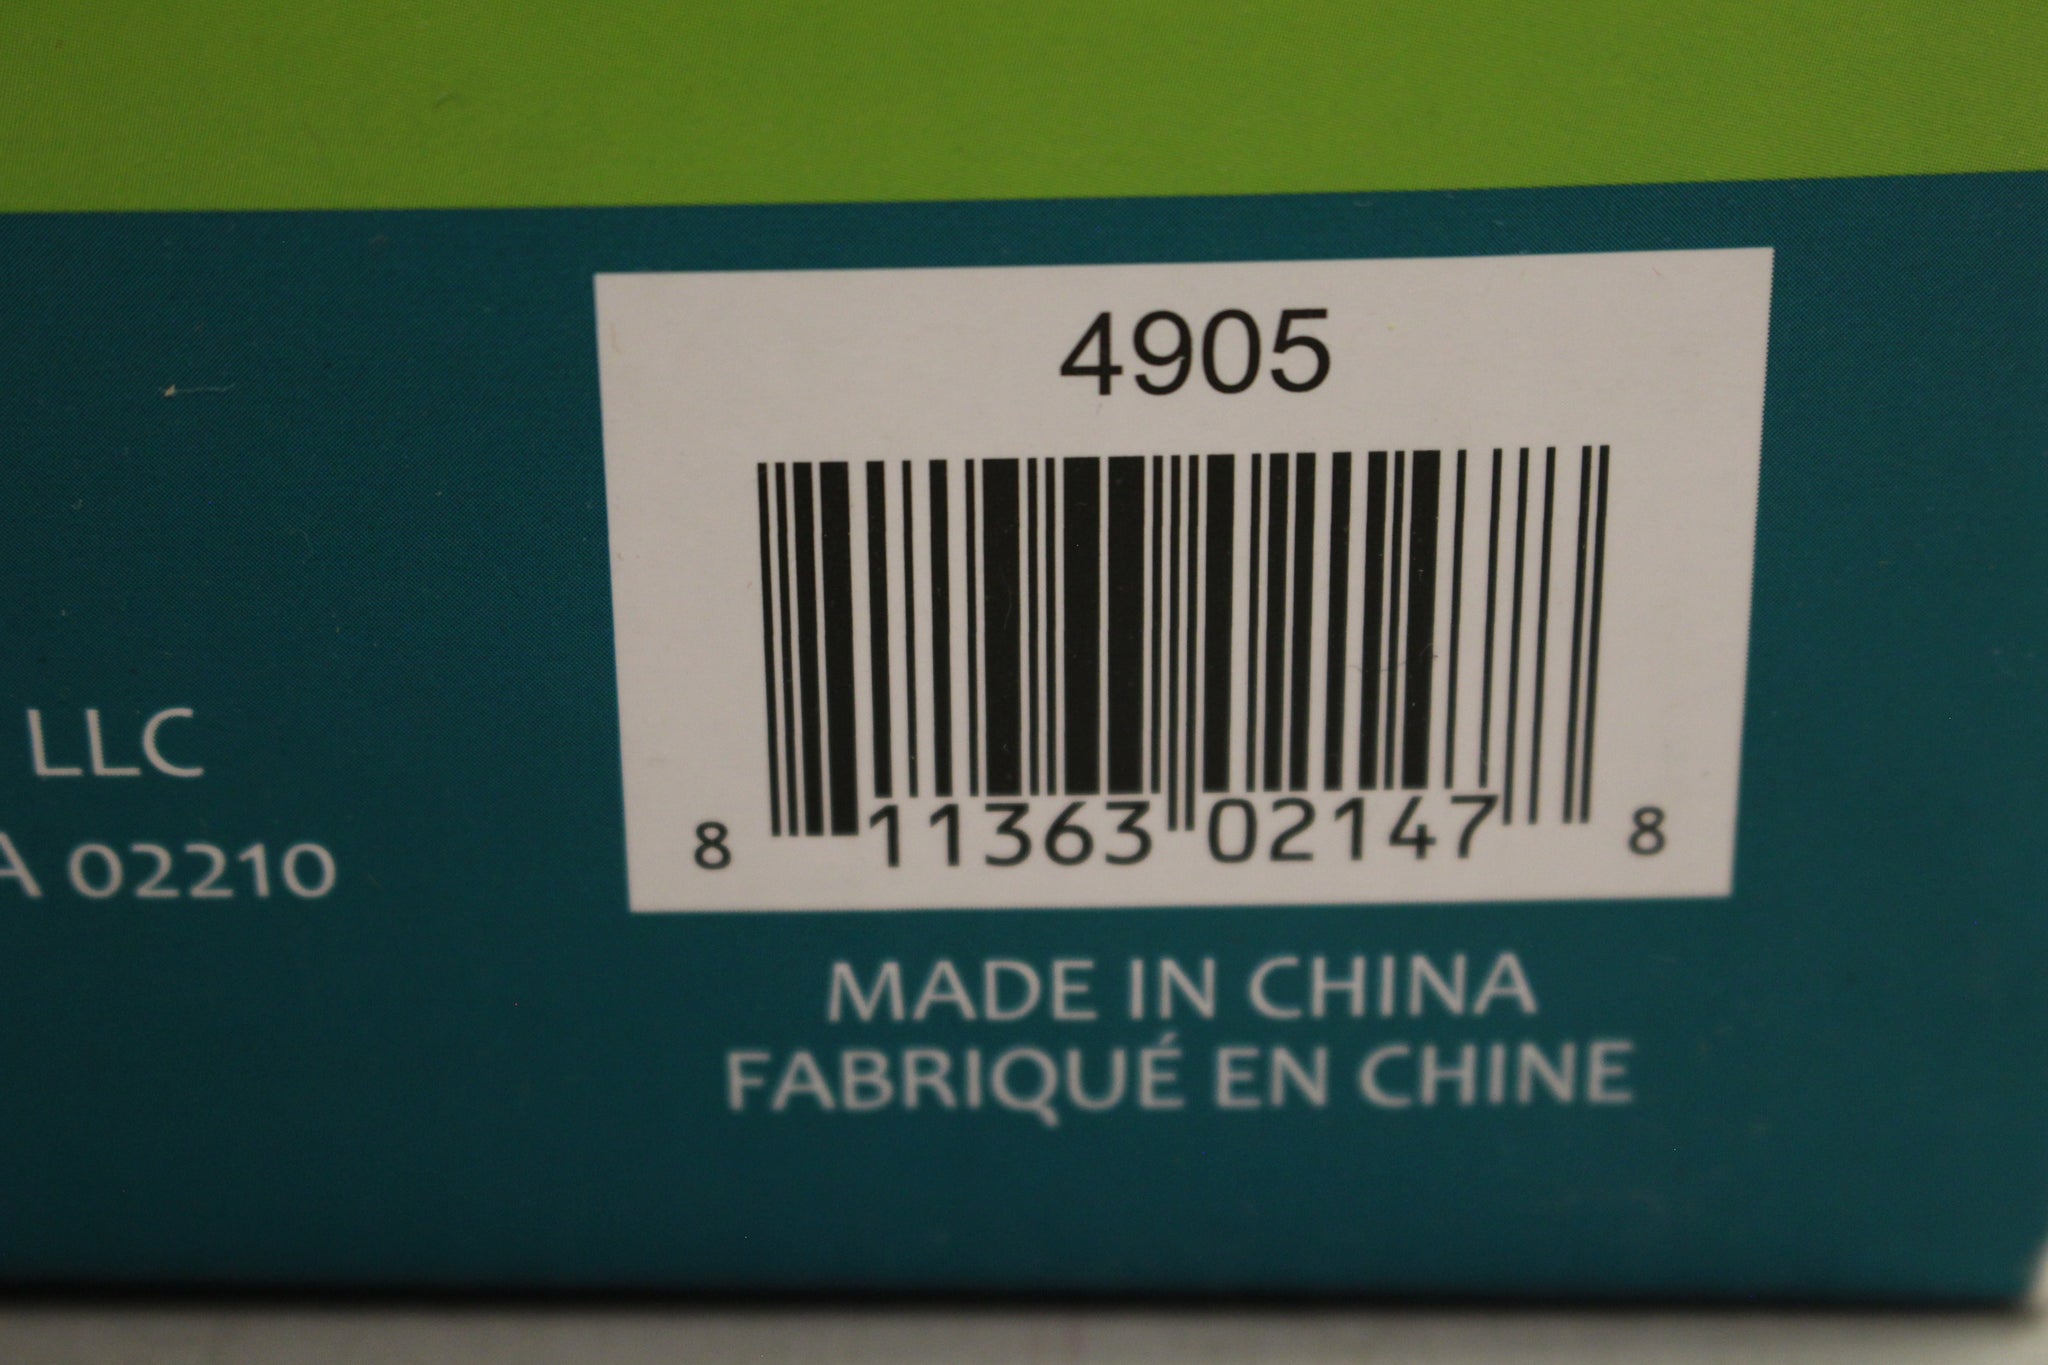 4905
8 11363 02147 8
LLC
A 02210
MADE IN CHINA
FABRIQUÉ EN CHINE